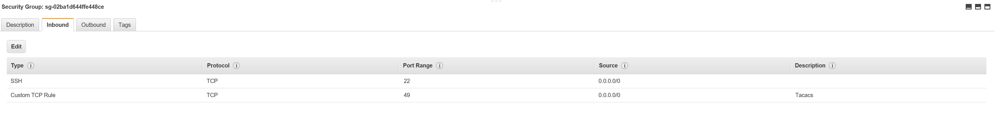 Security Group: sg-02ba1d644ffe448ce
Description Inbound Outbound Tags
Edit
Type Protocol Port Range Source Description
SSH TCP 22 0.0.0.0/0
Custom TCP Rule TCP 49 0.0.0.0/0 Tacacs